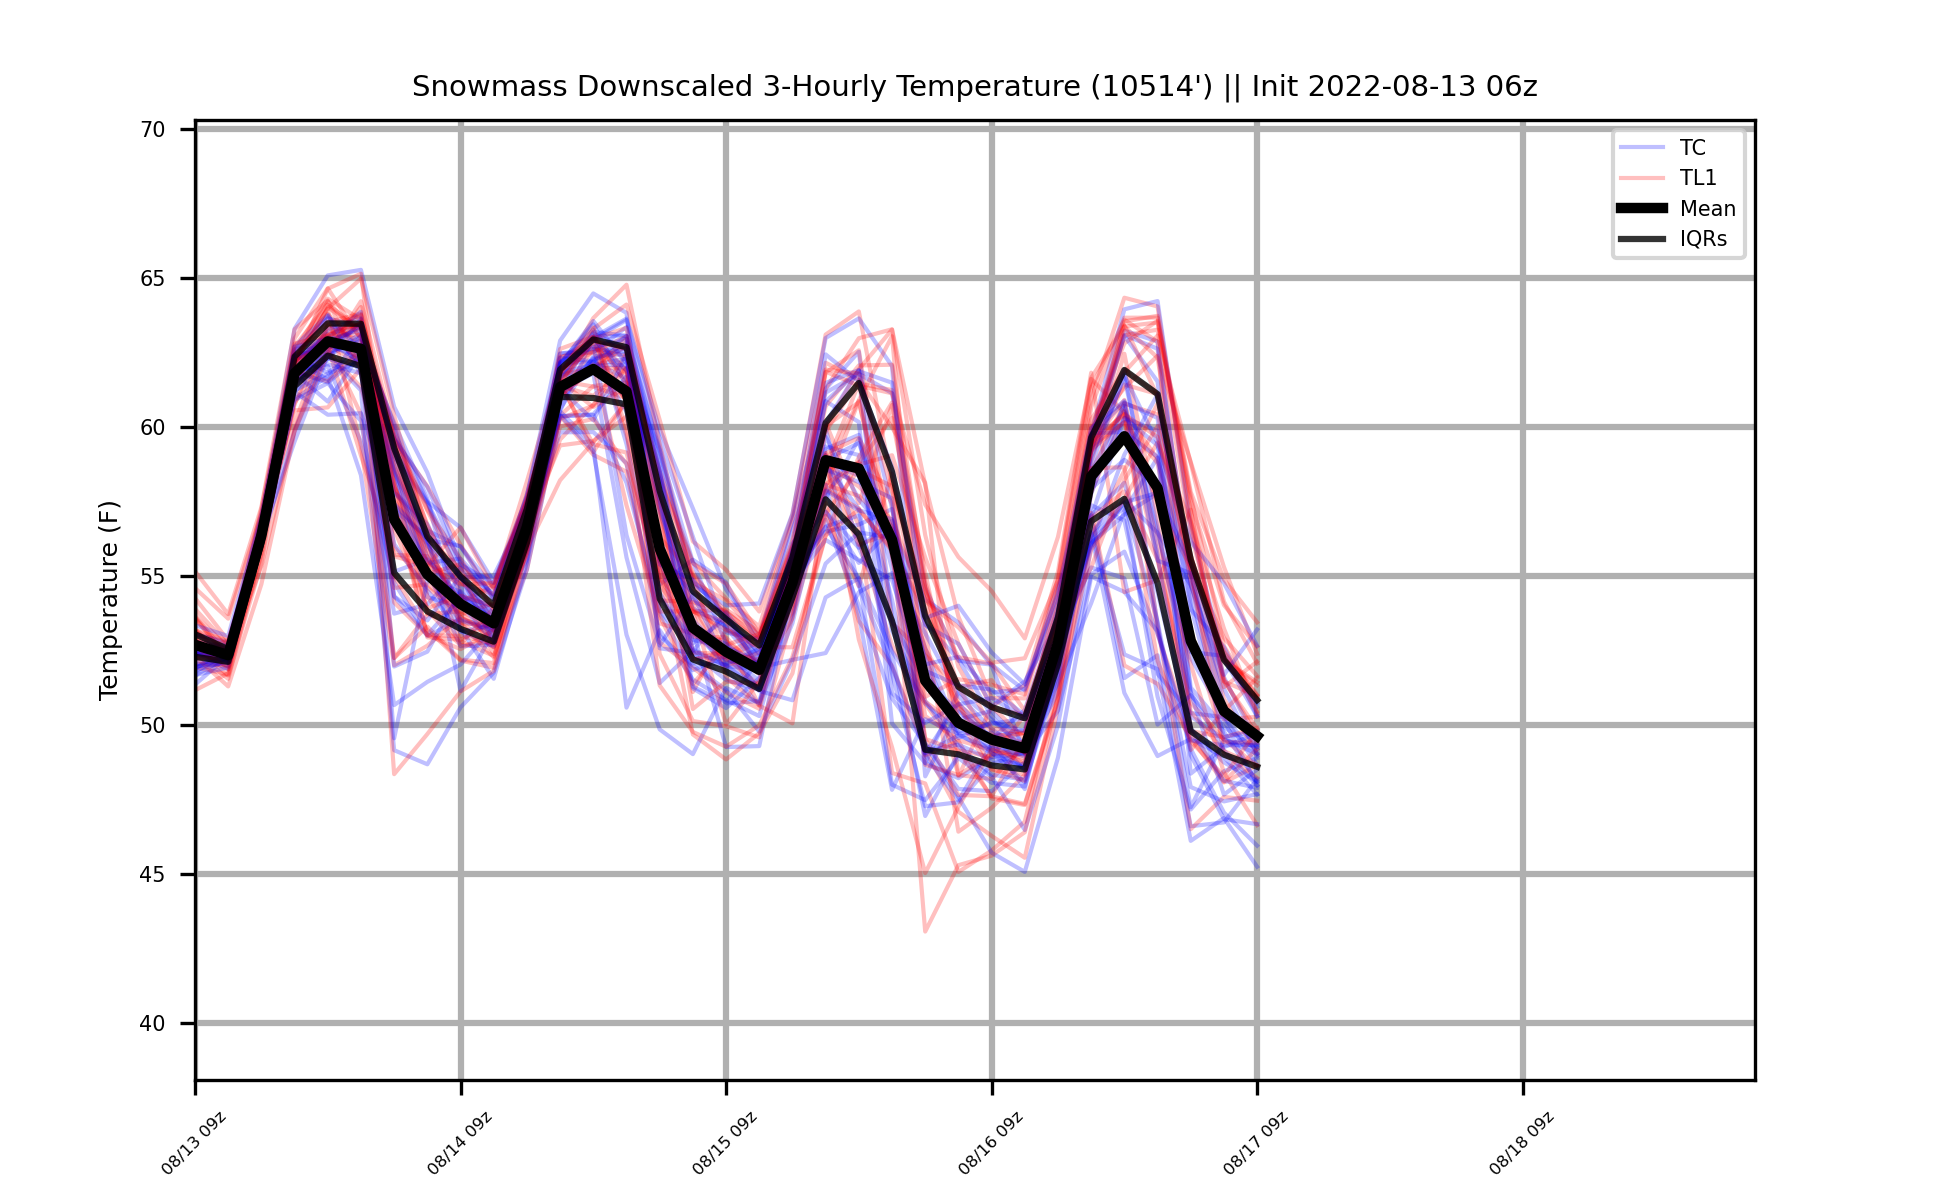 Snowmass Downscaled 3-Hourly Temperature (10514') || Init 2022-08-13 06z
TC
TL1
Mean
IQRs
Temperature (F)
70
65
60
55
50
45
40
08/13 09z
08/14 09z
08/15 09z
08/16 09z
08/17 09z
08/18 09z